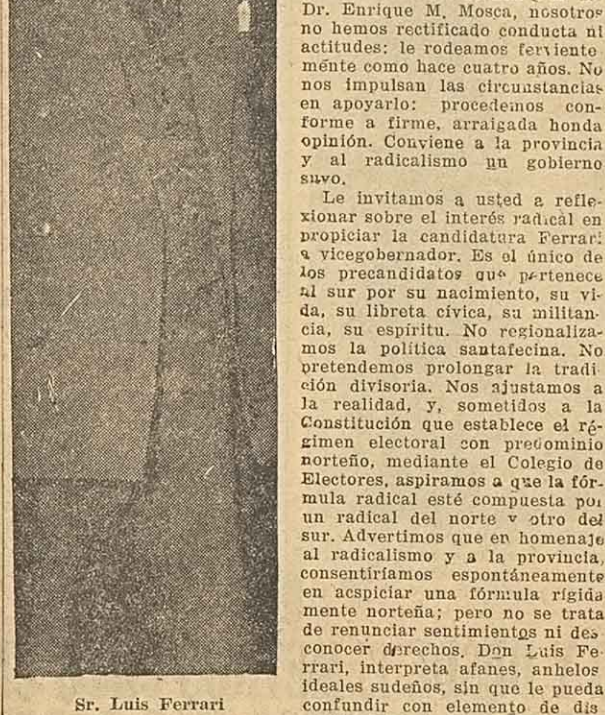 Dr. Enrique M. Mosca, nosotros
no hemos rectificado conducta ni
actitudes: le rodeamos ferviente
mente como hace cuatro años. No
nos impulsan las circunstancias
en apoyarlo: procedemos con-
forme a firme, arraigada honda
opinión. Conviene a la provincia
y al radicalismo un gobierno
suyo.
Le invitamos a usted a refle-
xionar sobre el interés radical en
propiciar la candidatura Ferrari
a vicegobernador. Es el único de
los precandidatos que pertenece
al sur por su nacimiento, su vi-
da, su libreta cívica, su militan-
cia, su espíritu. No regionaliza-
mos la política santafecina. No
pretendemos prolongar la tradi-
ción divisoria. Nos ajustamos a
la realidad, y, sometidos a la
Constitución que establece el ré-
gimen electoral con predominio
norteño, mediante el Colegio de
Electores, aspiramos a que la fór-
mula radical esté compuesta por
un radical del norte y otro del
sur. Advertimos que en homenaje
al radicalismo y a la provincia,
consentiríamos espontáneamente
en acspiciar una fórmula rígida
mente norteña; pero no se trata
de renunciar sentimientos ni des
conocer derechos. Don Luis Fe-
rrari, interpreta afanes, anhelos
ideales sudeños, sin que le pueda
confundir con elemento de dis
Sr. Luis Ferrari